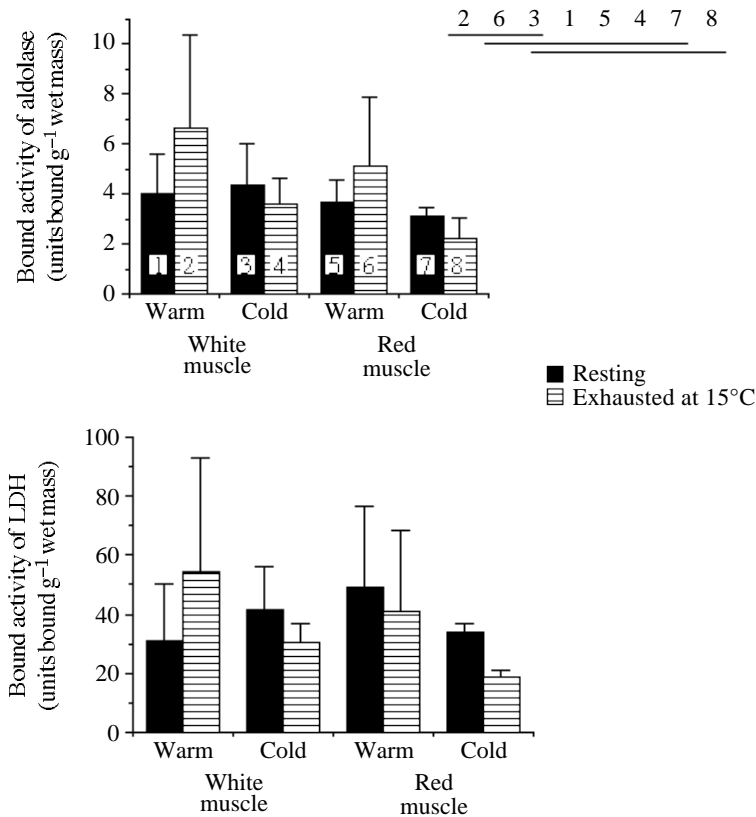 2 6 3 1 5 4 7 8
Bound activity of aldolase
(units bound g⁻¹ wet mass)
10
8
6
4
2
0
1 2 3 4 5 6 7 8
Warm Cold Warm Cold
White muscle
Red muscle
Resting
Exhausted at 15°C
Bound activity of LDH
(units bound g⁻¹ wet mass)
100
80
60
40
20
0
Warm Cold Warm Cold
White muscle
Red muscle